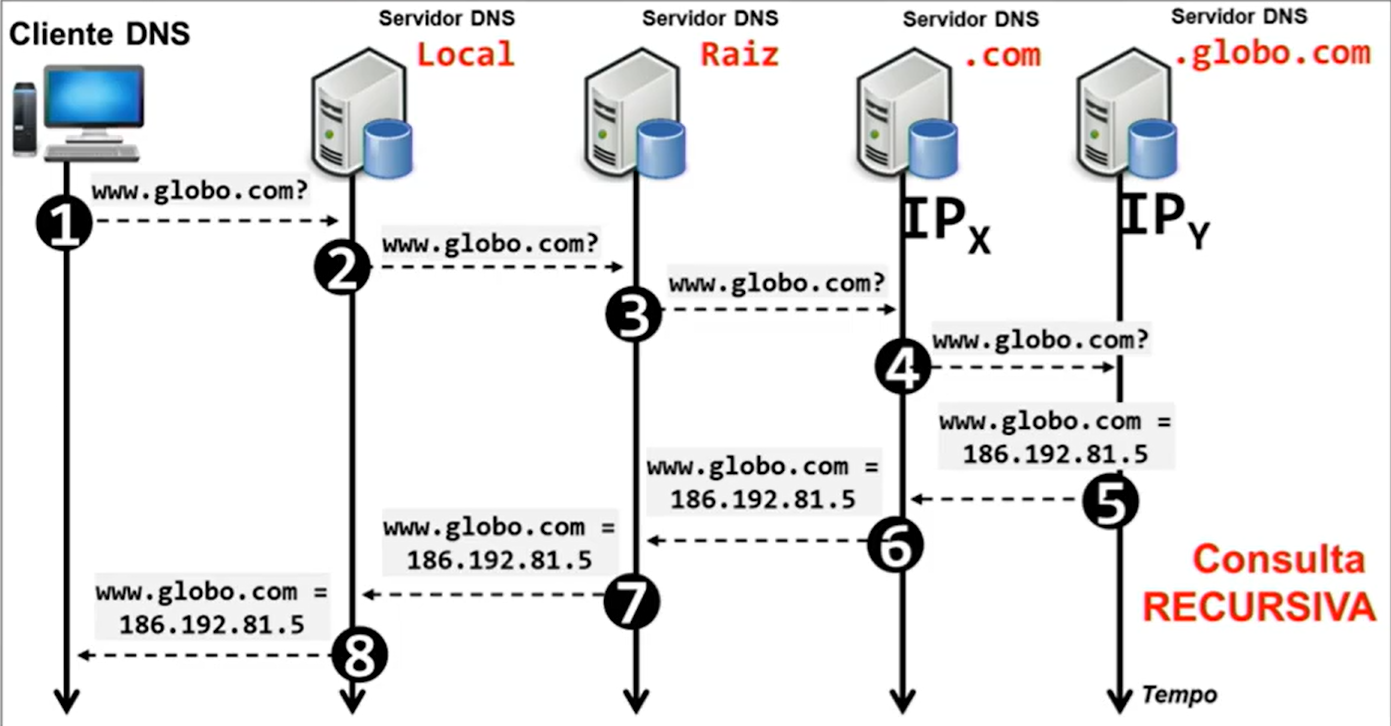 Cliente DNS
Servidor DNS
Local
Servidor DNS
Raiz
Servidor DNS
.com
Servidor DNS
.globo.com
IPX
IPY
1
www.globo.com?
2
www.globo.com?
3
www.globo.com?
4
www.globo.com?
www.globo.com =
186.192.81.5
5
www.globo.com =
186.192.81.5
6
www.globo.com =
186.192.81.5
7
www.globo.com =
186.192.81.5
8
Consulta
RECURSIVA
Tempo